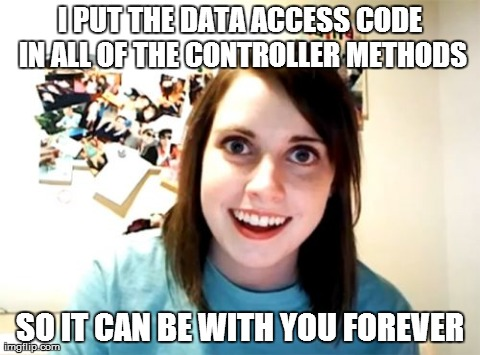 I PUT THE DATA ACCESS CODE
IN ALL OF THE CONTROLLER METHODS
SO IT CAN BE WITH YOU FOREVER
imgflip.com